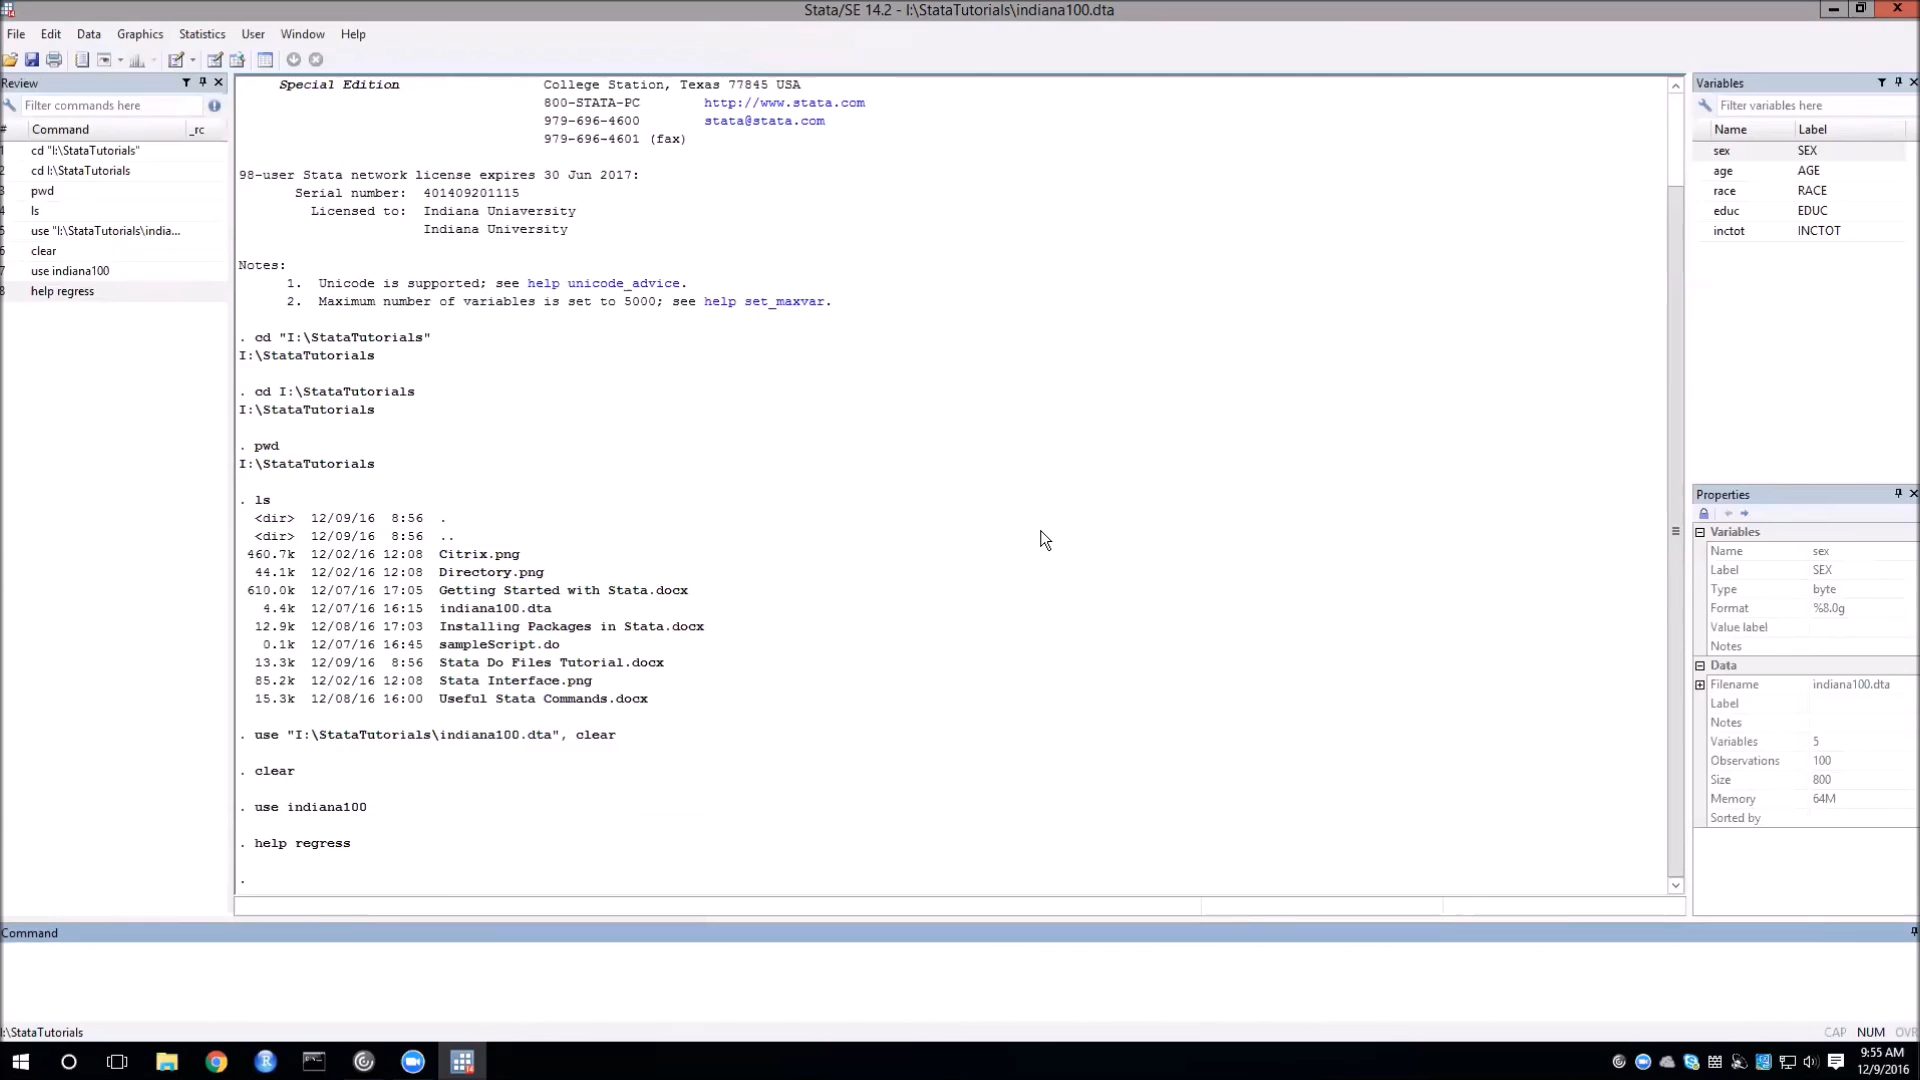 Stata/SE 14.2 - I:\StataTutorials\indiana100.dta
File Edit Data Graphics Statistics User Window Help
Review
Filter commands here
# Command _rc
1 cd "I:\StataTutorials"
2 cd I:\StataTutorials
3 pwd
4 ls
5 use "I:\StataTutorials\india...
6 clear
7 use indiana100
8 help regress
Special Edition College Station, Texas 77845 USA
800-STATA-PC http://www.stata.com
979-696-4600 stata@stata.com
979-696-4601 (fax)
98-user Stata network license expires 30 Jun 2017:
Serial number: 401409201115
Licensed to: Indiana Uniaversity
Indiana University
Notes:
1. Unicode is supported; see help unicode_advice.
2. Maximum number of variables is set to 5000; see help set_maxvar.
. cd "I:\StataTutorials"
I:\StataTutorials
. cd I:\StataTutorials
I:\StataTutorials
. pwd
I:\StataTutorials
. ls
<dir> 12/09/16 8:56 .
<dir> 12/09/16 8:56 ..
460.7k 12/02/16 12:08 Citrix.png
44.1k 12/02/16 12:08 Directory.png
610.0k 12/07/16 17:05 Getting Started with Stata.docx
4.4k 12/07/16 16:15 indiana100.dta
12.9k 12/08/16 17:03 Installing Packages in Stata.docx
0.1k 12/07/16 16:45 sampleScript.do
13.3k 12/09/16 8:56 Stata Do Files Tutorial.docx
85.2k 12/02/16 12:08 Stata Interface.png
15.3k 12/08/16 16:00 Useful Stata Commands.docx
. use "I:\StataTutorials\indiana100.dta", clear
. clear
. use indiana100
. help regress
.
Variables
Filter variables here
Name Label
sex SEX
age AGE
race RACE
educ EDUC
inctot INCTOT
Properties
Variables
Name sex
Label SEX
Type byte
Format %8.0g
Value label
Notes
Data
Filename indiana100.dta
Label
Notes
Variables 5
Observations 100
Size 800
Memory 64M
Sorted by
Command
I:\StataTutorials
CAP NUM OVR
9:55 AM
12/9/2016